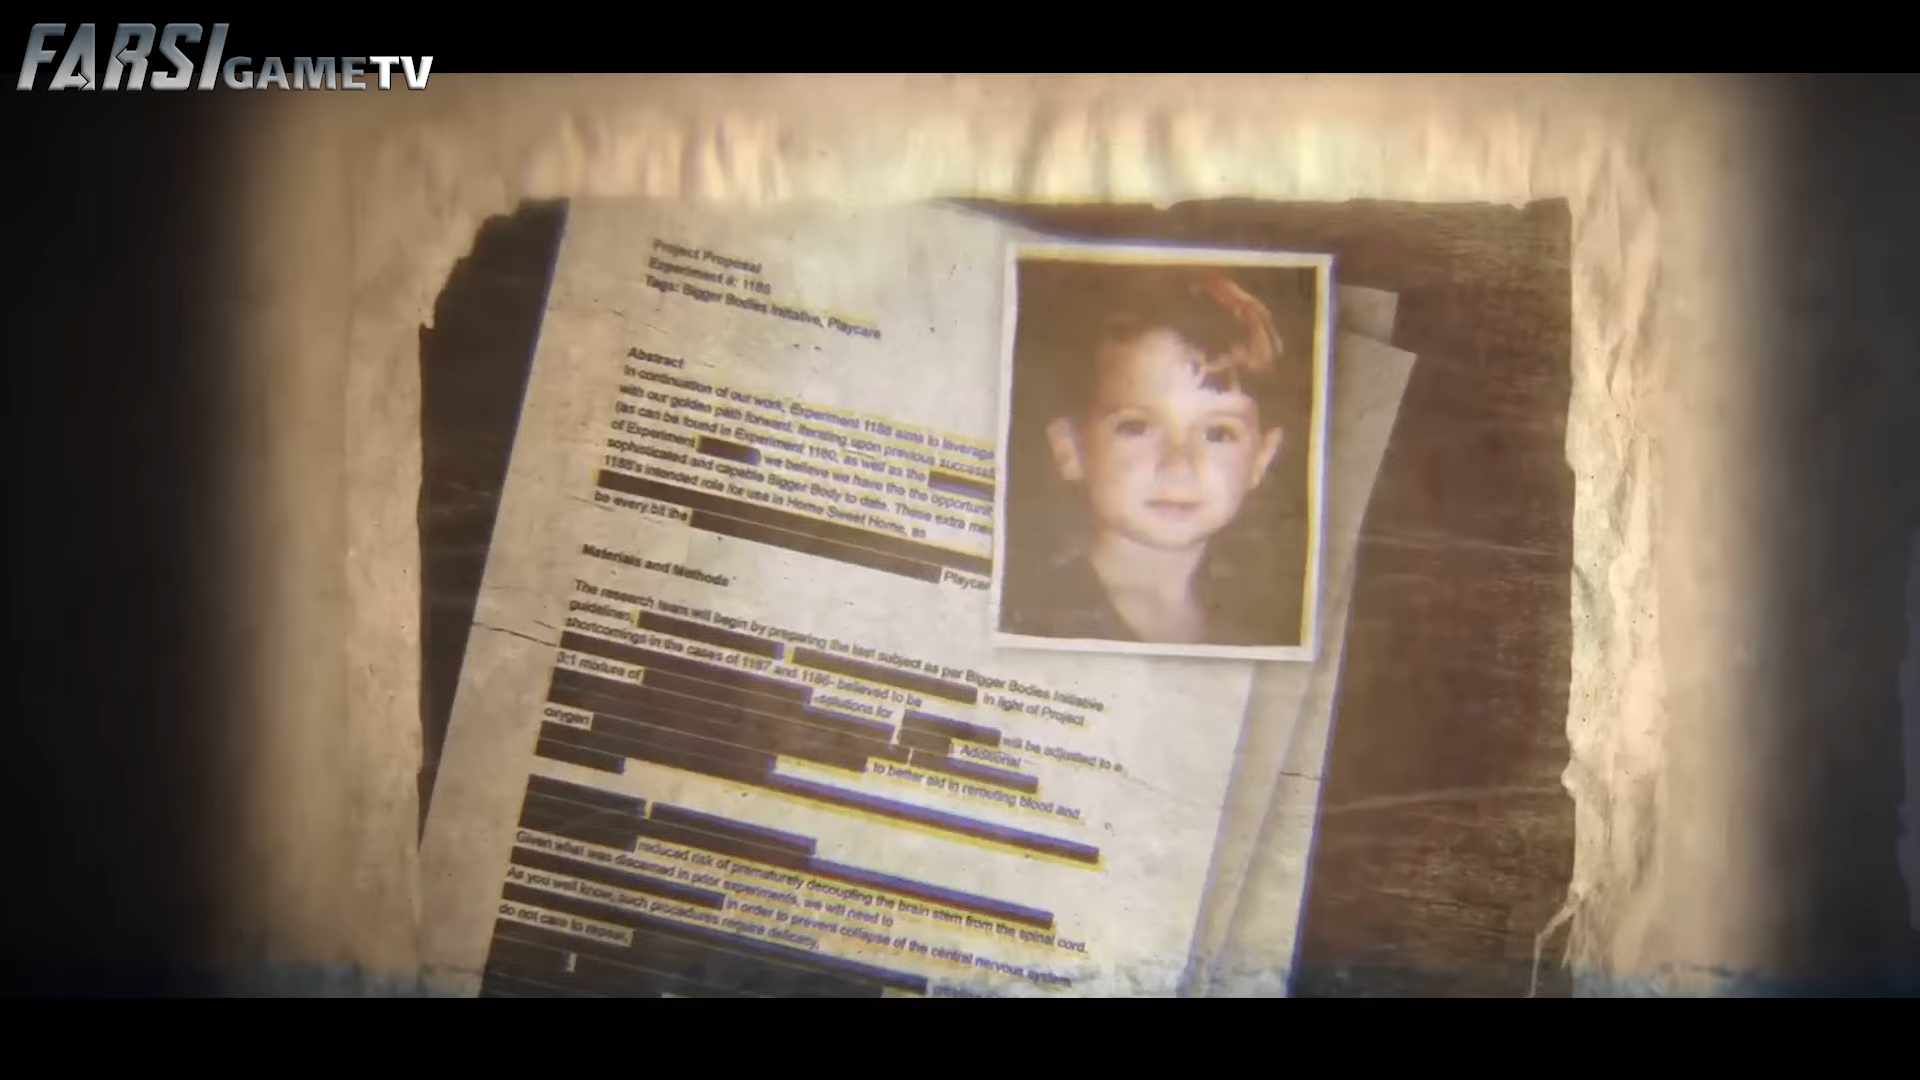 FARSIGAMETV
Project Proposal
Experiment #: 1188
Tags: Bigger Bodies Initiative, Playcare
Abstract
In continuation of our work, Experiment 1188 aims to leverage
with our golden path forward. Iterating upon previous success
(as can be found in Experiment 1160; as well as the
of Experiment ) we believe we have the the opportunit
sophisticated and capable Bigger Body to date. These extra me
1188's intended role for use in Home Sweet Home, as
be every bit the
Playcar
Materials and Methods
The research team will begin by preparing the last subject as per Bigger Bodies Initiative
guidelines, in light of Project
shortcomings in the cases of 1167 and 1186- believed to be
3:1 mixture of solutions for will be adjusted to a
). Additional
oxygen , to better aid in rerouting blood and
reduced risk of prematurely decoupling the brain stem from the spinal cord.
Given what was discerned in prior experiments, we will need to
in order to prevent collapse of the central nervous system.
As you well know, such procedures require delicacy,
do not care to repeat.